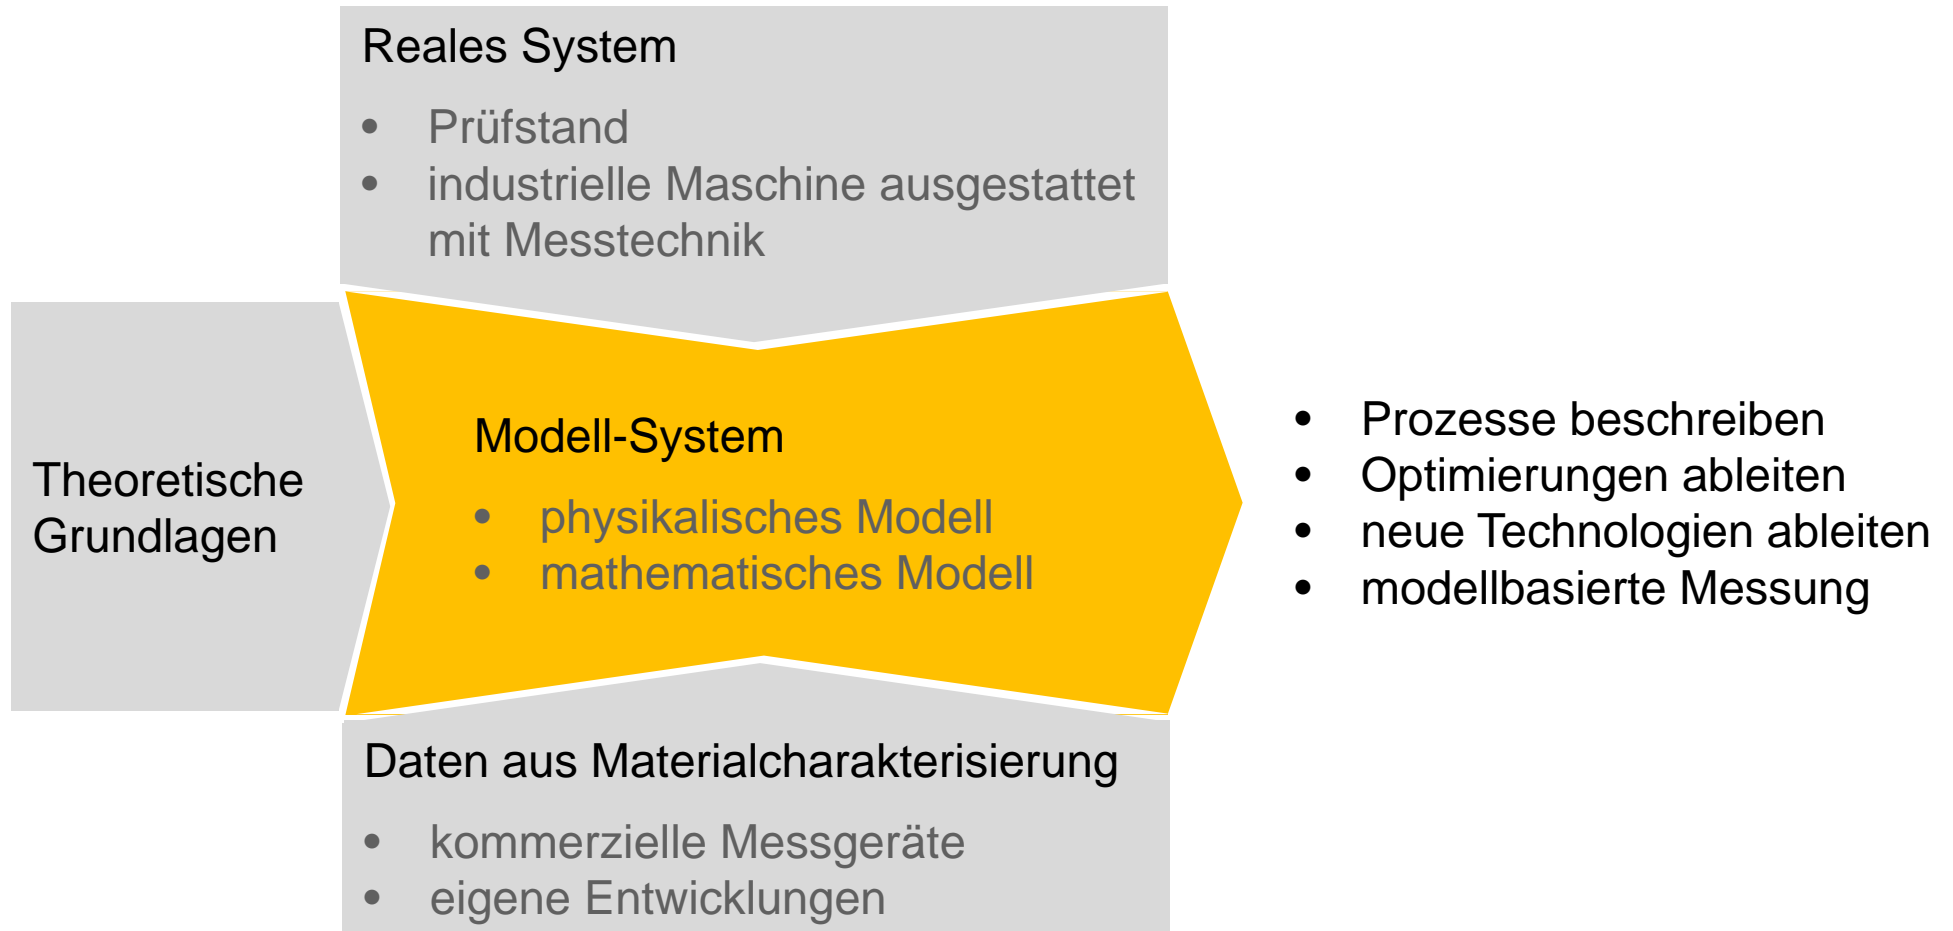 Reales System
• Prüfstand
• industrielle Maschine ausgestattet
mit Messtechnik
Theoretische
Grundlagen
Modell-System
• physikalisches Modell
• mathematisches Modell
• Prozesse beschreiben
• Optimierungen ableiten
• neue Technologien ableiten
• modellbasierte Messung
Daten aus Materialcharakterisierung
• kommerzielle Messgeräte
• eigene Entwicklungen